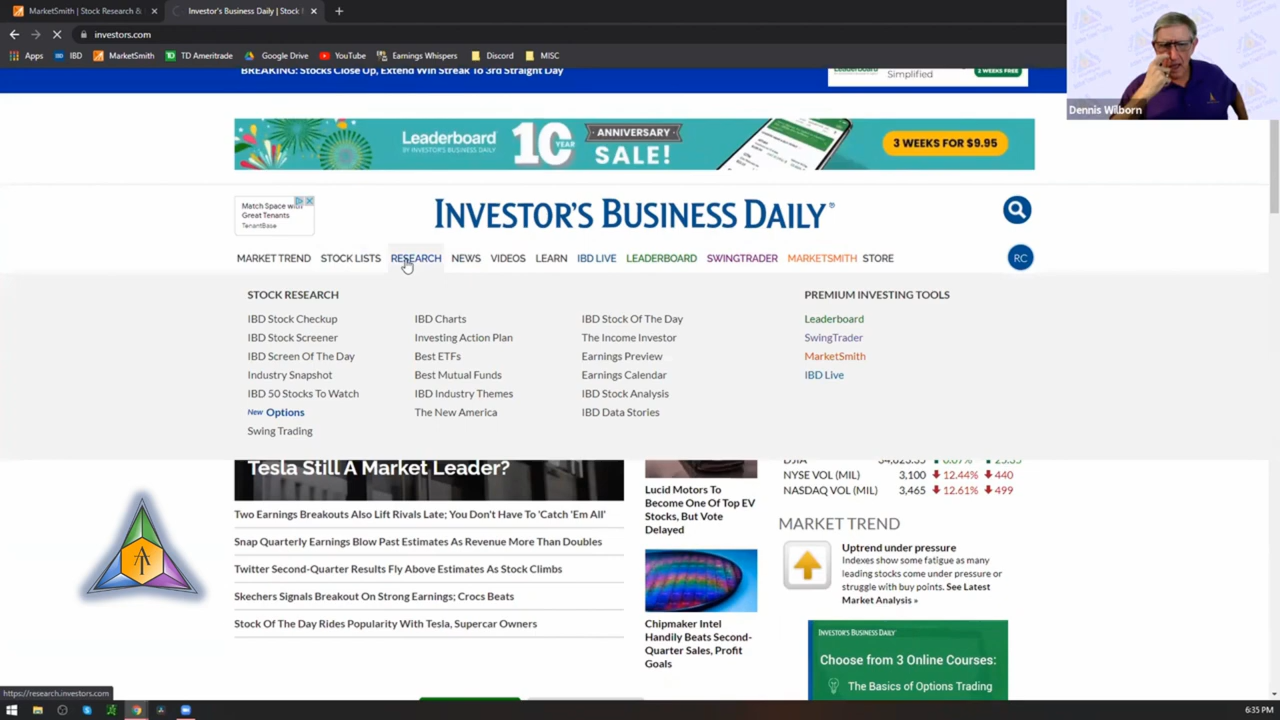 MarketSmith | Stock Research &
Investor's Business Daily | Stock
investors.com
Apps
IBD
MarketSmith
TD Ameritrade
Google Drive
YouTube
Earnings Whispers
Discord
MISC
Dennis Wilborn
BREAKING: Stocks Close Up, Extend Win Streak To 3rd Straight Day
Simplified
Leaderboard
BY INVESTOR'S BUSINESS DAILY
10 YEAR
ANNIVERSARY
SALE!
3 WEEKS FOR $9.95
Match Space with
Great Tenants
TenantBase
INVESTOR'S BUSINESS DAILY®
MARKET TREND STOCK LISTS RESEARCH NEWS VIDEOS LEARN IBD LIVE LEADERBOARD SWINGTRADER MARKETSMITH STORE
RC
STOCK RESEARCH
IBD Stock Checkup
IBD Stock Screener
IBD Screen Of The Day
Industry Snapshot
IBD 50 Stocks To Watch
New Options
Swing Trading
IBD Charts
Investing Action Plan
Best ETFs
Best Mutual Funds
IBD Industry Themes
The New America
IBD Stock Of The Day
The Income Investor
Earnings Preview
Earnings Calendar
IBD Stock Analysis
IBD Data Stories
PREMIUM INVESTING TOOLS
Leaderboard
SwingTrader
MarketSmith
IBD Live
Tesla Still A Market Leader?
Two Earnings Breakouts Also Lift Rivals Late; You Don't Have To 'Catch 'Em All'
Snap Quarterly Earnings Blow Past Estimates As Revenue More Than Doubles
Twitter Second-Quarter Results Fly Above Estimates As Stock Climbs
Skechers Signals Breakout On Strong Earnings; Crocs Beats
Stock Of The Day Rides Popularity With Tesla, Supercar Owners
Lucid Motors To
Become One Of Top EV
Stocks, But Vote
Delayed
Chipmaker Intel
Handily Beats Second-
Quarter Sales, Profit
Goals
NYSE VOL (MIL) 3,100 12.44% 440
NASDAQ VOL (MIL) 3,465 12.61% 499
MARKET TREND
Uptrend under pressure
Indexes show some fatigue as many
leading stocks come under pressure or
struggle with buy points. See Latest
Market Analysis »
INVESTOR'S BUSINESS DAILY
Choose from 3 Online Courses:
The Basics of Options Trading
https://research.investors.com
6:35 PM